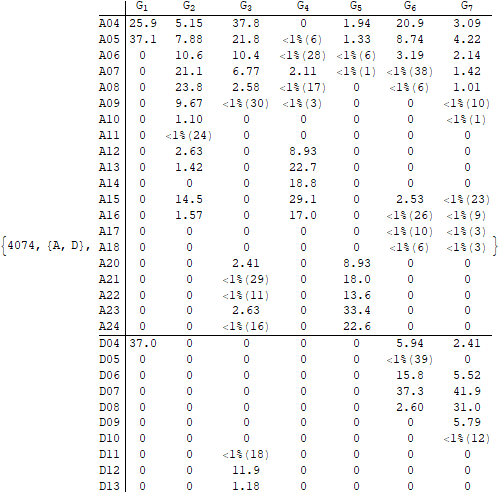 G1 G2 G3 G4 G5 G6 G7
A04 25.9 5.15 37.8 0 1.94 20.9 3.09
A05 37.1 7.88 21.8 <1%(6) 1.33 8.74 4.22
A06 0 10.6 10.4 <1%(28) <1%(6) 3.19 2.14
A07 0 21.1 6.77 2.11 <1%(1) <1%(38) 1.42
A08 0 23.8 2.58 <1%(17) 0 <1%(6) 1.01
A09 0 9.67 <1%(30) <1%(3) 0 0 <1%(10)
A10 0 1.10 0 0 0 0 <1%(1)
A11 0 <1%(24) 0 0 0 0 0
A12 0 2.63 0 8.93 0 0 0
A13 0 1.42 0 22.7 0 0 0
A14 0 0 0 18.8 0 0 0
A15 0 14.5 0 29.1 0 2.53 <1%(23)
A16 0 1.57 0 17.0 0 <1%(26) <1%(9)
A17 0 0 0 0 0 <1%(10) <1%(3)
{4074, {A, D}, A18 0 0 0 0 0 <1%(6) <1%(3) }
A20 0 0 2.41 0 8.93 0 0
A21 0 0 <1%(29) 0 18.0 0 0
A22 0 0 <1%(11) 0 13.6 0 0
A23 0 0 2.63 0 33.4 0 0
A24 0 0 <1%(16) 0 22.6 0 0
D04 37.0 0 0 0 0 5.94 2.41
D05 0 0 0 0 0 <1%(39) 0
D06 0 0 0 0 0 15.8 5.52
D07 0 0 0 0 0 37.3 41.9
D08 0 0 0 0 0 2.60 31.0
D09 0 0 0 0 0 0 5.79
D10 0 0 0 0 0 0 <1%(12)
D11 0 0 <1%(18) 0 0 0 0
D12 0 0 11.9 0 0 0 0
D13 0 0 1.18 0 0 0 0